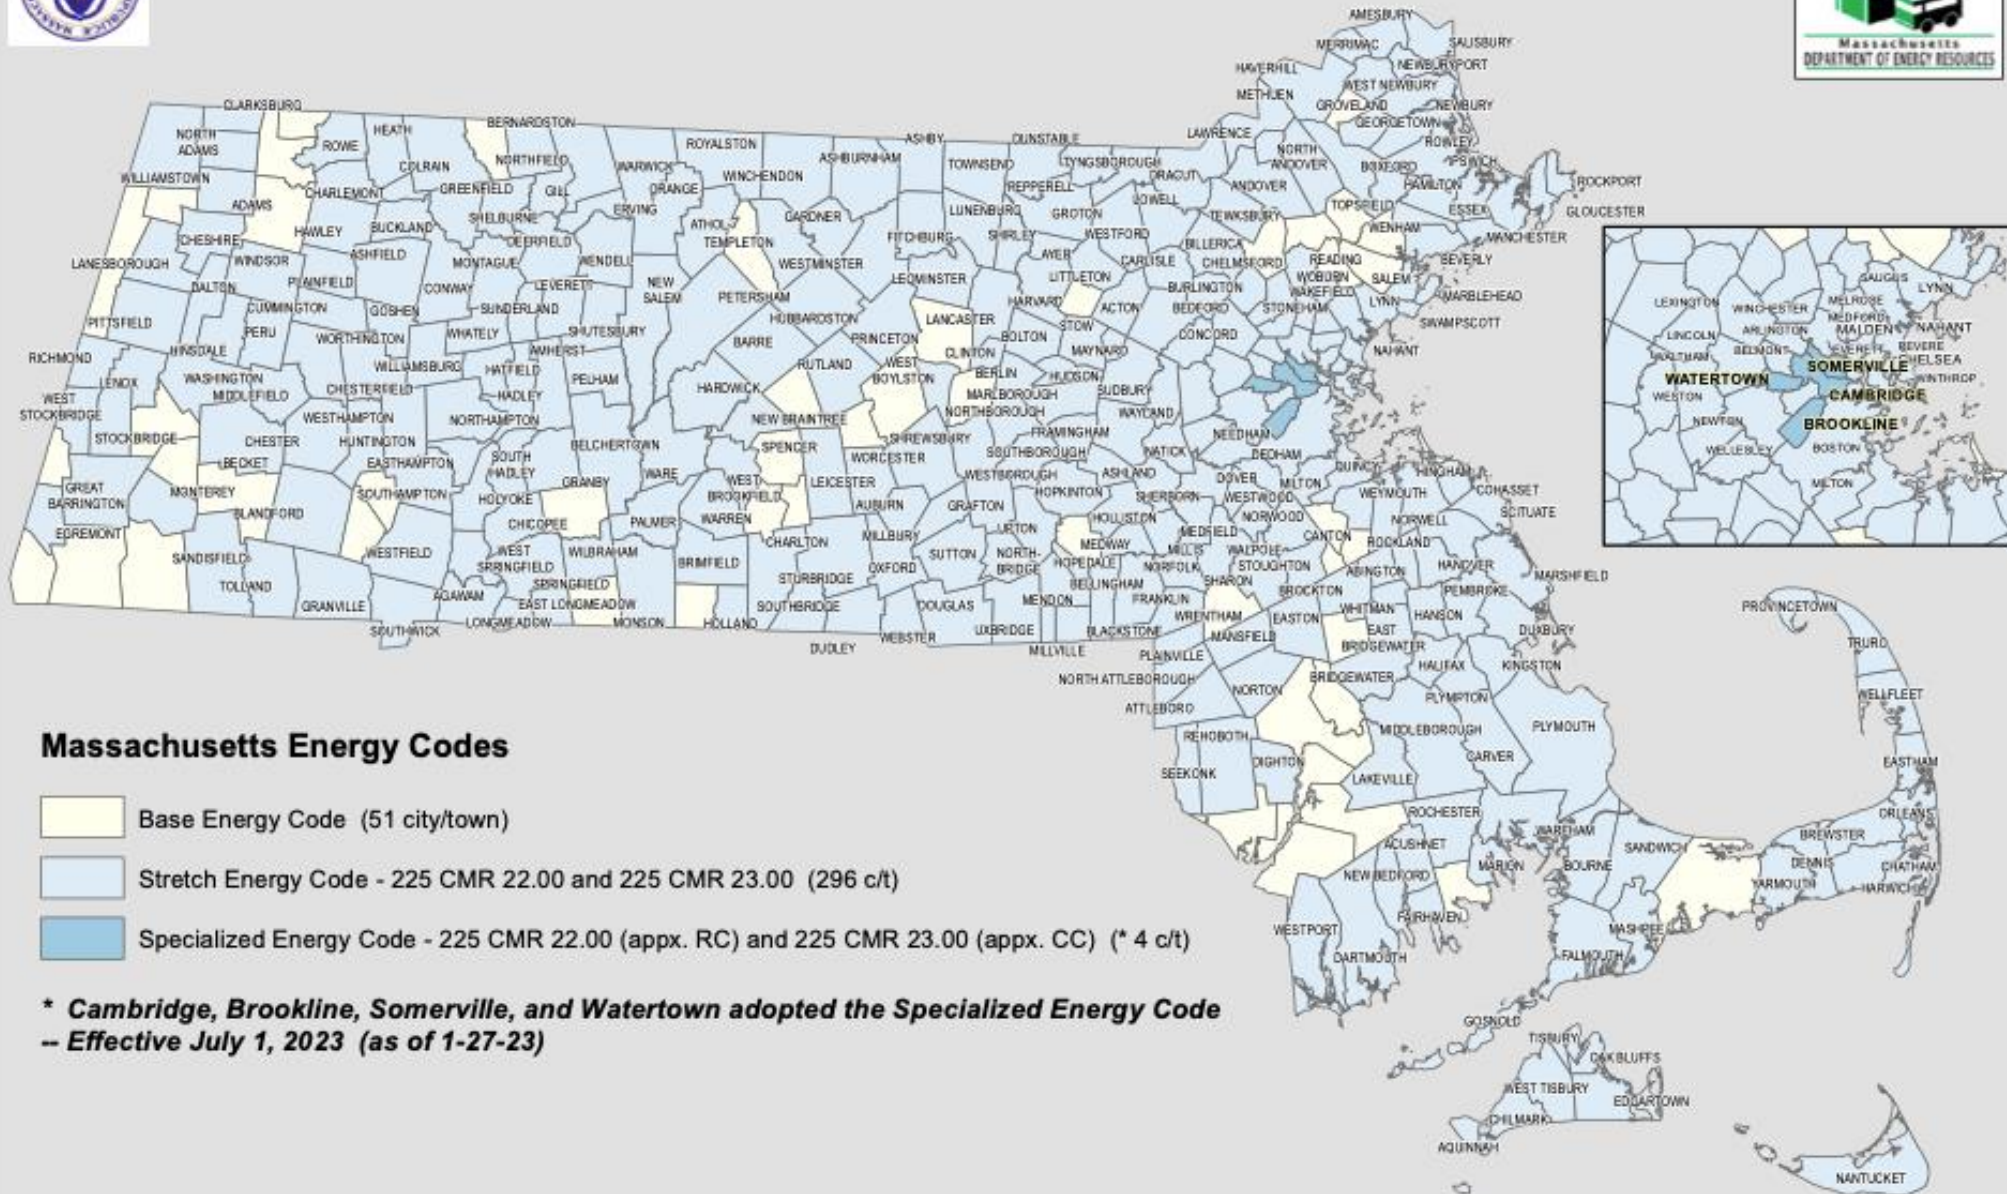 Massachusetts
DEPARTMENT OF ENERGY RESOURCES
AMESBURY
SALISBURY
MERRIMAC
NEWBURYPORT
HAVERHILL
WEST NEWBURY
METHUEN
GROVELAND
NEWBURY
GEORGETOWN
CLARKSBURG
BERNARDSTON
HEATH
ROWE
NORTH
ADAMS
ROYALSTON
ASHBY
DUNSTABLE
LAWRENCE
ROWLEY
NORTH
ANDOVER
COLRAIN
NORTHFIELD
WARWICK
ASHBURNHAM
TOWNSEND
TYNGSBOROUGH
BOXFORD
IPSWICH
WILLIAMSTOWN
CHARLEMONT
GREENFIELD
GILL
ORANGE
WINCHENDON
PEPPERELL
DRACUT
ANDOVER
HAMILTON
ROCKPORT
ADAMS
LOWELL
TOPSFIELD
ESSEX
GLOUCESTER
HAWLEY
BUCKLAND
SHELBURNE
ERVING
ATHOL
GARDNER
LUNENBURG
GROTON
TEWKSBURY
WENHAM
CHESHIRE
DEERFIELD
TEMPLETON
FITCHBURG
SHIRLEY
WESTFORD
BILLERICA
MANCHESTER
LANESBOROUGH
WINDSOR
ASHFIELD
MONTAGUE
WENDELL
WESTMINSTER
AYER
CARLISLE
CHELMSFORD
READING
BEVERLY
DALTON
PLAINFIELD
CONWAY
LEVERETT
NEW
SALEM
LEOMINSTER
LITTLETON
BURLINGTON
WOBURN
WAKEFIELD
SALEM
MARBLEHEAD
CUMMINGTON
GOSHEN
SUNDERLAND
PETERSHAM
HARVARD
ACTON
BEDFORD
STONEHAM
LYNN
PITTSFIELD
PERU
WORTHINGTON
WHATELY
SHUTESBURY
HUBBARDSTON
LANCASTER
STOW
CONCORD
SWAMPSCOTT
BARRE
PRINCETON
BOLTON
RICHMOND
HINSDALE
WILLIAMSBURG
AMHERST
CLINTON
MAYNARD
NAHANT
LENOX
WASHINGTON
HATFIELD
PELHAM
RUTLAND
WEST
BOYLSTON
BERLIN
HUDSON
WEST
STOCKBRIDGE
MIDDLEFIELD
CHESTERFIELD
HADLEY
HARDWICK
MARLBOROUGH
SUDBURY
WESTHAMPTON
NORTHAMPTON
NEW BRAINTREE
NORTHBOROUGH
WAYLAND
STOCKBRIDGE
CHESTER
HUNTINGTON
BELCHERTOWN
SPENCER
SHREWSBURY
FRAMINGHAM
NEEDHAM
BECKET
EASTHAMPTON
SOUTH
HADLEY
WORCESTER
SOUTHBOROUGH
NATICK
DEDHAM
GREAT
BARRINGTON
MONTEREY
SOUTHAMPTON
HOLYOKE
GRANBY
WARE
WEST
BROOKFIELD
LEICESTER
WESTBOROUGH
ASHLAND
DOVER
MILTON
QUINCY
HINGHAM
BLANDFORD
AUBURN
GRAFTON
HOPKINTON
SHERBORN
WESTWOOD
WEYMOUTH
COHASSET
EGREMONT
CHICOPEE
PALMER
WARREN
HOLLISTON
NORWOOD
NORWELL
SCITUATE
SANDISFIELD
WESTFIELD
WEST
SPRINGFIELD
WILBRAHAM
BRIMFIELD
CHARLTON
MILLBURY
UPTON
MEDWAY
MEDFIELD
CANTON
ROCKLAND
SUTTON
NORTH-
BRIDGE
HOPEDALE
MILLIS
WALPOLE
TOLLAND
SPRINGFIELD
STURBRIDGE
OXFORD
BELLINGHAM
NORFOLK
STOUGHTON
ABINGTON
HANOVER
MARSHFIELD
GRANVILLE
AGAWAM
EAST LONGMEADOW
SOUTHBRIDGE
DOUGLAS
MENDON
FRANKLIN
SHARON
BROCKTON
PEMBROKE
SOUTHWICK
LONGMEADOW
MONSON
HOLLAND
DUDLEY
WEBSTER
UXBRIDGE
BLACKSTONE
WRENTHAM
EASTON
WHITMAN
HANSON
MILLVILLE
MANSFIELD
EAST
BRIDGEWATER
DUXBURY
PLAINVILLE
HALIFAX
KINGSTON
NORTH ATTLEBOROUGH
NORTON
BRIDGEWATER
PLYMPTON
ATTLEBORO
REHOBOTH
MIDDLEBOROUGH
PLYMOUTH
SEEKONK
DIGHTON
LAKEVILLE
CARVER
ROCHESTER
ACUSHNET
WAREHAM
NEW BEDFORD
MARION
BOURNE
SANDWICH
FAIRHAVEN
WESTPORT
DARTMOUTH
MASHPEE
FALMOUTH
PROVINCETOWN
TRURO
WELLFLEET
EASTHAM
ORLEANS
BREWSTER
DENNIS
CHATHAM
YARMOUTH
HARWICH
GOSNOLD
TISBURY
OAK BLUFFS
WEST TISBURY
EDGARTOWN
CHILMARK
AQUINNAH
NANTUCKET
SAUGUS
LYNN
LEXINGTON
WINCHESTER
MELROSE
MEDFORD
LINCOLN
ARLINGTON
MALDEN
NAHANT
WALTHAM
BELMONT
EVERETT
REVERE
SOMERVILLE
CHELSEA
WATERTOWN
WINTHROP
WESTON
CAMBRIDGE
NEWTON
BROOKLINE
WELLESLEY
BOSTON
MILTON
Massachusetts Energy Codes
Base Energy Code (51 city/town)
Stretch Energy Code - 225 CMR 22.00 and 225 CMR 23.00 (296 c/t)
Specialized Energy Code - 225 CMR 22.00 (appx. RC) and 225 CMR 23.00 (appx. CC) (* 4 c/t)
* Cambridge, Brookline, Somerville, and Watertown adopted the Specialized Energy Code
-- Effective July 1, 2023 (as of 1-27-23)